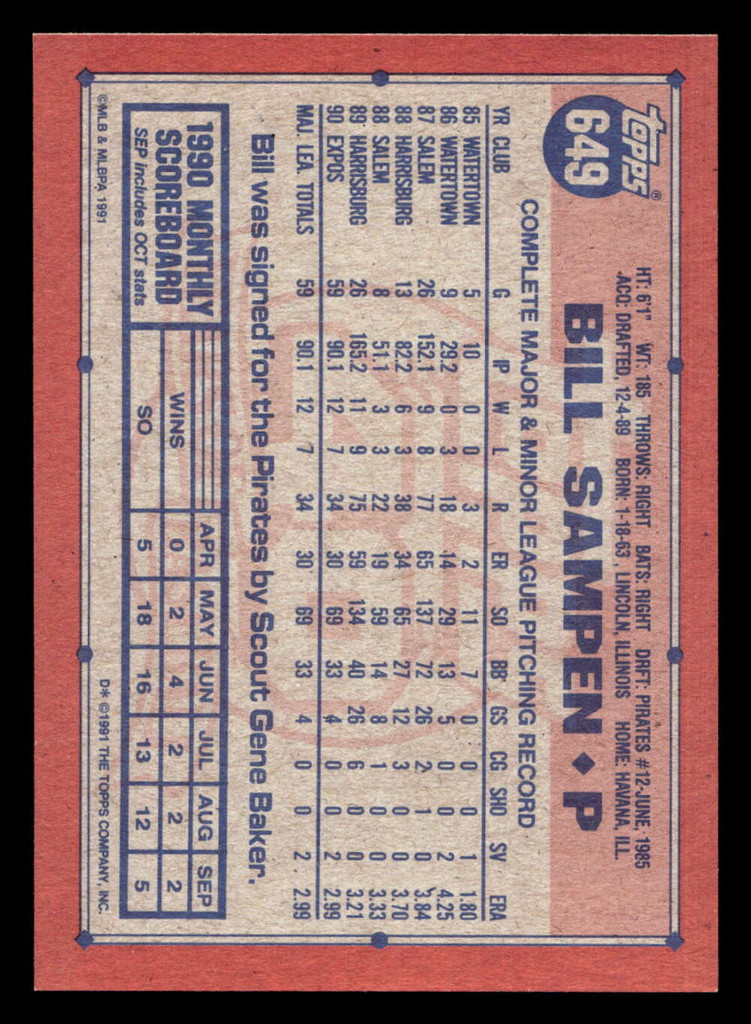 Topps®
649
HT: 6'1" WT: 185 THROWS: RIGHT BATS: RIGHT DRFT: PIRATES #12-JUNE, 1985
ACQ: DRAFTED, 12-4-89 BORN: 1-18-63, LINCOLN, ILLINOIS HOME: HAVANA, ILL.
BILL SAMPEN ◆ P
COMPLETE MAJOR & MINOR LEAGUE PITCHING RECORD
YR CLUB G IP W L R ER SO BB GS CG SHO SV ERA
85 WATERTOWN 5 10 0 0 3 2 11 7 0 0 0 1 1.80
86 WATERTOWN 9 29.2 0 3 18 14 29 13 5 0 0 2 4.25
87 SALEM 26 152.1 9 8 77 65 137 72 26 2 1 0 3.84
88 HARRISBURG 13 82.2 6 3 38 34 65 27 12 3 0 0 3.70
88 SALEM 8 51.1 3 3 22 19 59 14 8 1 0 0 3.33
89 HARRISBURG 26 165.2 11 9 75 59 134 40 26 6 0 0 3.21
90 EXPOS 59 90.1 12 7 34 30 69 33 4 0 0 2 2.99
MAJ. LEA. TOTALS 59 90.1 12 7 34 30 69 33 4 0 0 2 2.99
Bill was signed for the Pirates by Scout Gene Baker.
1990 MONTHLY
SCOREBOARD
SEP includes OCT stats
APR MAY JUN JUL AUG SEP
WINS 0 2 4 2 2 2
SO 5 18 16 13 12 5
©MLB & MLBPA 1991
D* ©1991 THE TOPPS COMPANY, INC.